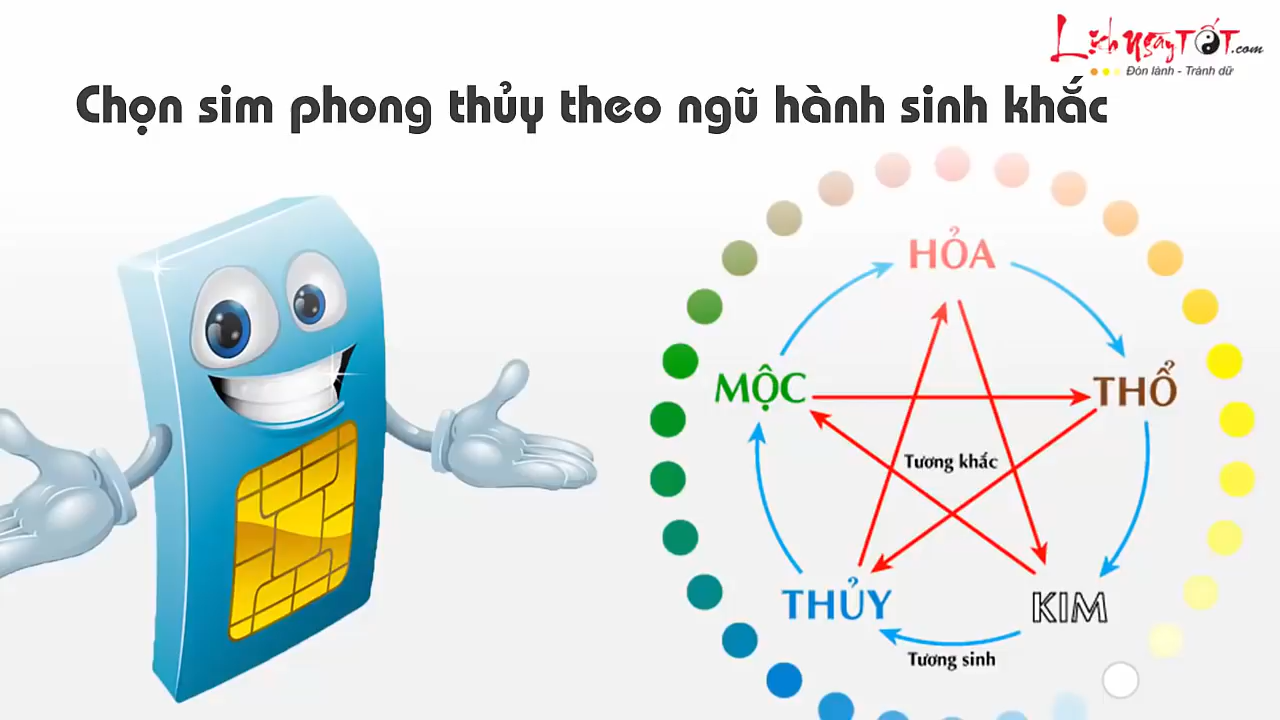 LịchNgàyTỐT.com
Đón lành - Tránh dữ
Chọn sim phong thủy theo ngũ hành sinh khắc
HỎA
MỘC
THỔ
Tương khắc
THỦY
KIM
Tương sinh